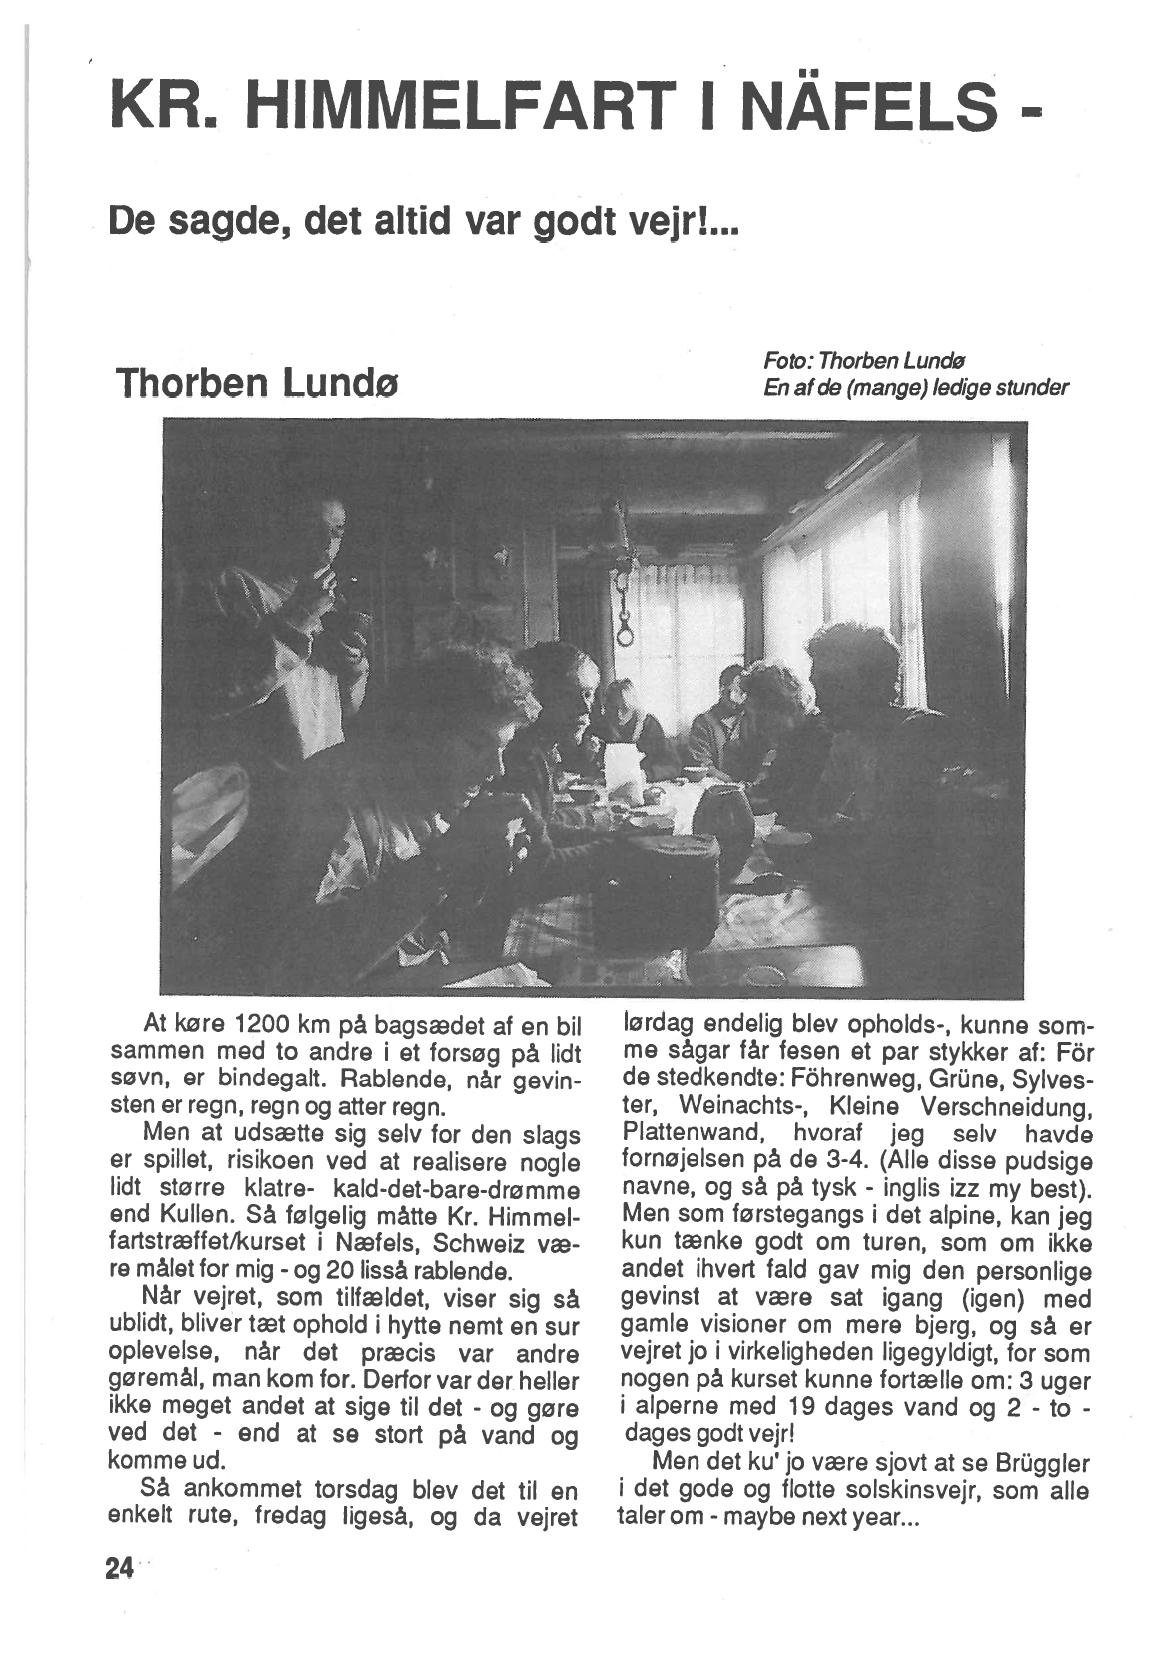 KR. HIMMELFART I NÄFELS -
De sagde, det altid var godt vejr!...
Thorben Lundø
Foto: Thorben Lundø
En af de (mange) ledige stunder
At køre 1200 km på bagsædet af en bil
sammen med to andre i et forsøg på lidt
søvn, er bindegalt. Rablende, når gevin-
sten er regn, regn og atter regn.
Men at udsætte sig selv for den slags
er spillet, risikoen ved at realisere nogle
lidt større klatre- kald-det-bare-drømme
end Kullen. Så følgelig måtte Kr. Himmel-
fartstræffet/kurset i Næfels, Schweiz væ-
re målet for mig - og 20 lisså rablende.
Når vejret, som tilfældet, viser sig så
ublidt, bliver tæt ophold i hytte nemt en sur
oplevelse, når det præcis var andre
gøremål, man kom for. Derfor var der heller
ikke meget andet at sige til det - og gøre
ved det - end at se stort på vand og
komme ud.
Så ankommet torsdag blev det til en
enkelt rute, fredag ligeså, og da vejret
lørdag endelig blev opholds-, kunne som-
me sågar får fesen et par stykker af: För
de stedkendte: Föhrenweg, Grüne, Sylves-
ter, Weinachts-, Kleine Verschneidung,
Plattenwand, hvoraf jeg selv havde
fornøjelsen på de 3-4. (Alle disse pudsige
navne, og så på tysk - inglis izz my best).
Men som førstegangs i det alpine, kan jeg
kun tænke godt om turen, som om ikke
andet ihvert fald gav mig den personlige
gevinst at være sat igang (igen) med
gamle visioner om mere bjerg, og så er
vejret jo i virkeligheden ligegyldigt, for som
nogen på kurset kunne fortælle om: 3 uger
i alperne med 19 dages vand og 2 - to -
dages godt vejr!
Men det ku' jo være sjovt at se Brüggler
i det gode og flotte solskinsvejr, som alle
taler om - maybe next year...
24